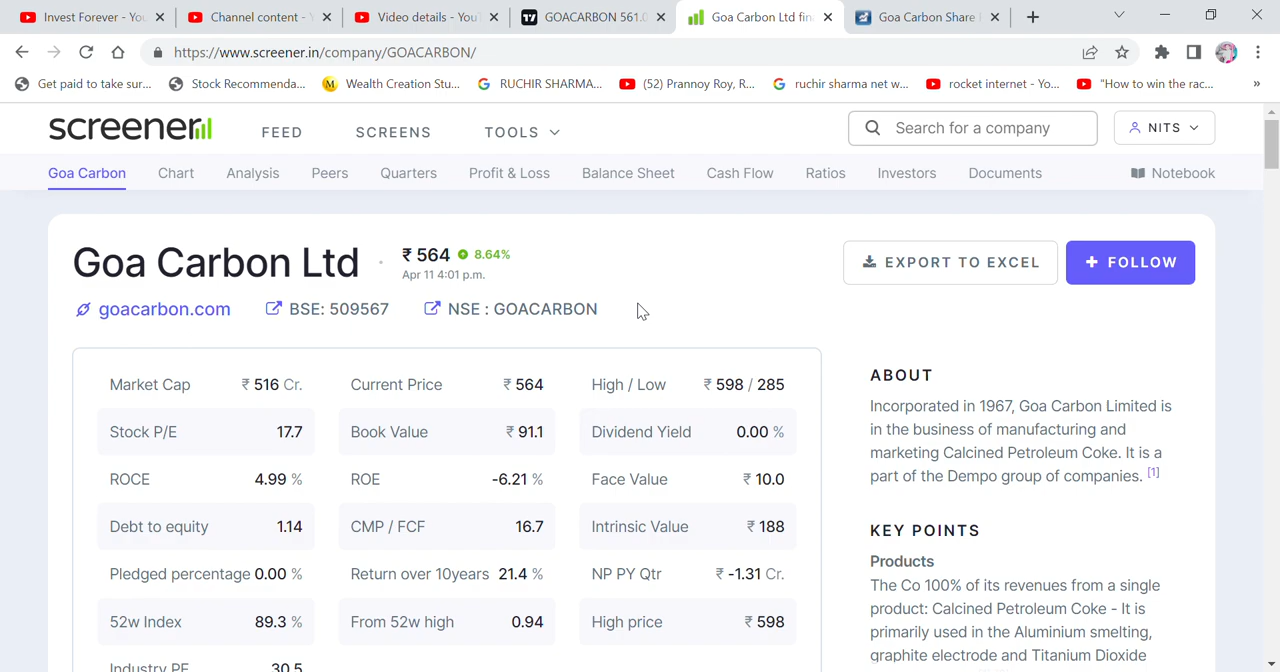 Invest Forever - You
Channel content - Y
Video details - YouT
GOACARBON 561.0
Goa Carbon Ltd fin
Goa Carbon Share P
https://www.screener.in/company/GOACARBON/
Get paid to take sur...
Stock Recommenda...
Wealth Creation Stu...
RUCHIR SHARMA...
(52) Prannoy Roy, R...
ruchir sharma net w...
rocket internet - Yo...
"How to win the rac...
»
screener
FEED
SCREENS
TOOLS
Search for a company
NITS
Goa Carbon
Chart
Analysis
Peers
Quarters
Profit & Loss
Balance Sheet
Cash Flow
Ratios
Investors
Documents
Notebook
Goa Carbon Ltd
₹ 564 8.64%
Apr 11 4:01 p.m.
EXPORT TO EXCEL
+ FOLLOW
goacarbon.com
BSE: 509567
NSE : GOACARBON
Market Cap ₹ 516 Cr.
Current Price ₹ 564
High / Low ₹ 598 / 285
Stock P/E 17.7
Book Value ₹ 91.1
Dividend Yield 0.00 %
ROCE 4.99 %
ROE -6.21 %
Face Value ₹ 10.0
Debt to equity 1.14
CMP / FCF 16.7
Intrinsic Value ₹ 188
Pledged percentage 0.00 %
Return over 10years 21.4 %
NP PY Qtr ₹ -1.31 Cr.
52w Index 89.3 %
From 52w high 0.94
High price ₹ 598
Industry PE 30.5
ABOUT
Incorporated in 1967, Goa Carbon Limited is
in the business of manufacturing and
marketing Calcined Petroleum Coke. It is a
part of the Dempo group of companies. [1]
KEY POINTS
Products
The Co 100% of its revenues from a single
product: Calcined Petroleum Coke - It is
primarily used in the Aluminium smelting,
graphite electrode and Titanium Dioxide